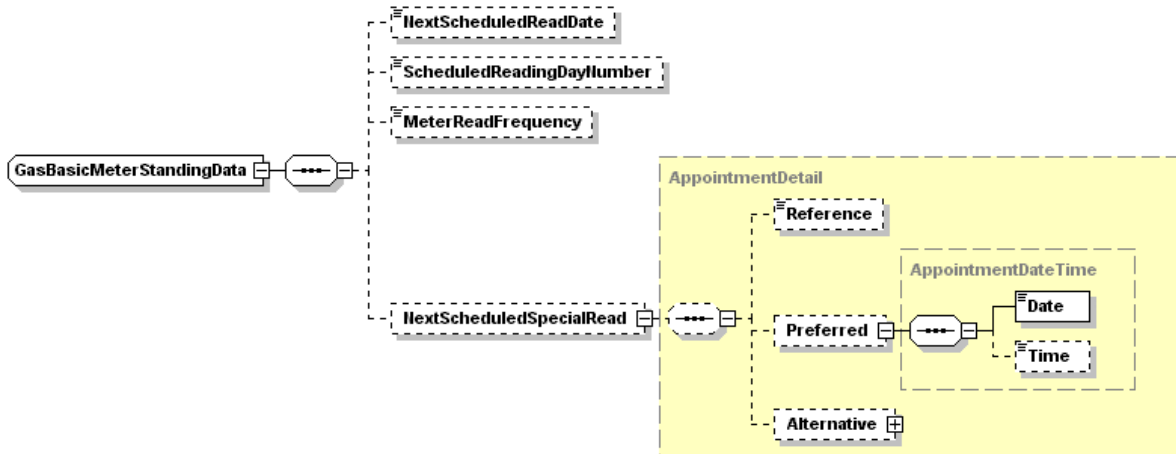 NextScheduledReadDate
ScheduledReadingDayNumber
MeterReadFrequency
GasBasicMeterStandingData
AppointmentDetail
Reference
AppointmentDateTime
Date
NextScheduledSpecialRead
Preferred
Time
Alternative